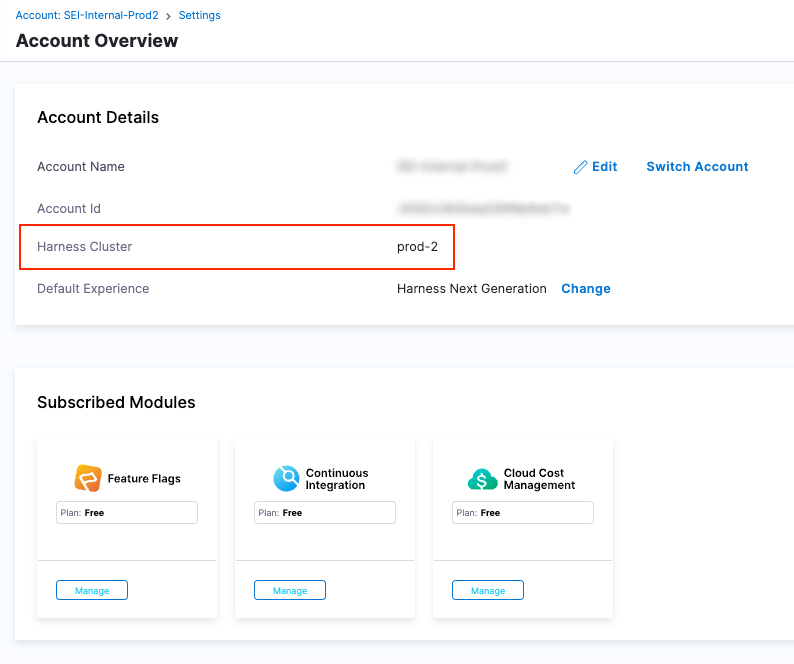 Account: SEI-Internal-Prod2 > Settings
Account Overview
Account Details
Account Name Edit Switch Account
Account Id
Harness Cluster prod-2
Default Experience Harness Next Generation Change
Subscribed Modules
Feature Flags
Plan: Free
Manage
Continuous
Integration
Plan: Free
Manage
Cloud Cost
Management
Plan: Free
Manage